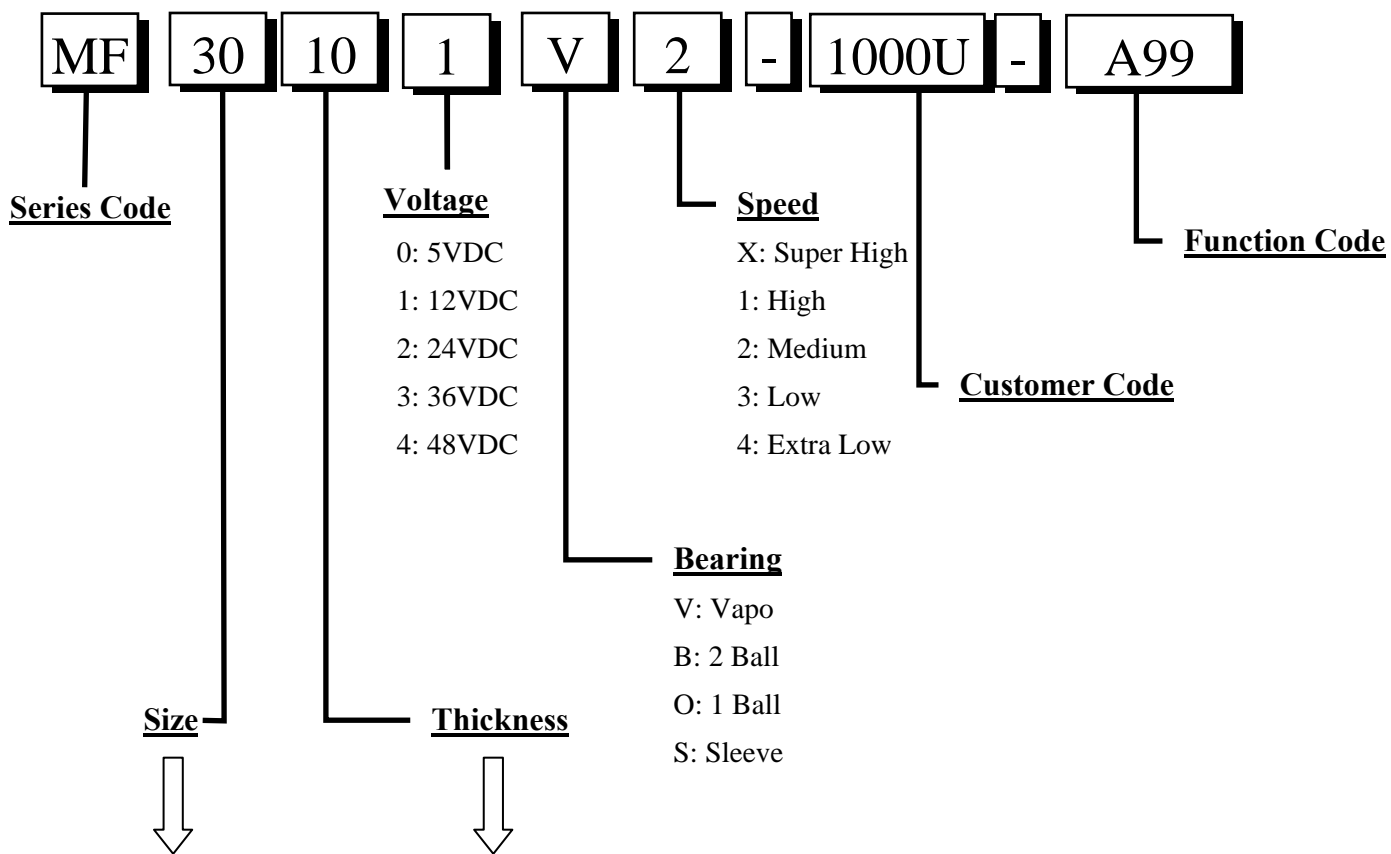 MF 30 10 1 V 2 - 1000U - A99
Series Code
Voltage
0: 5VDC
1: 12VDC
2: 24VDC
3: 36VDC
4: 48VDC
Speed
X: Super High
1: High
2: Medium
3: Low
4: Extra Low
Function Code
Customer Code
Bearing
V: Vapo
B: 2 Ball
O: 1 Ball
S: Sleeve
Size
Thickness